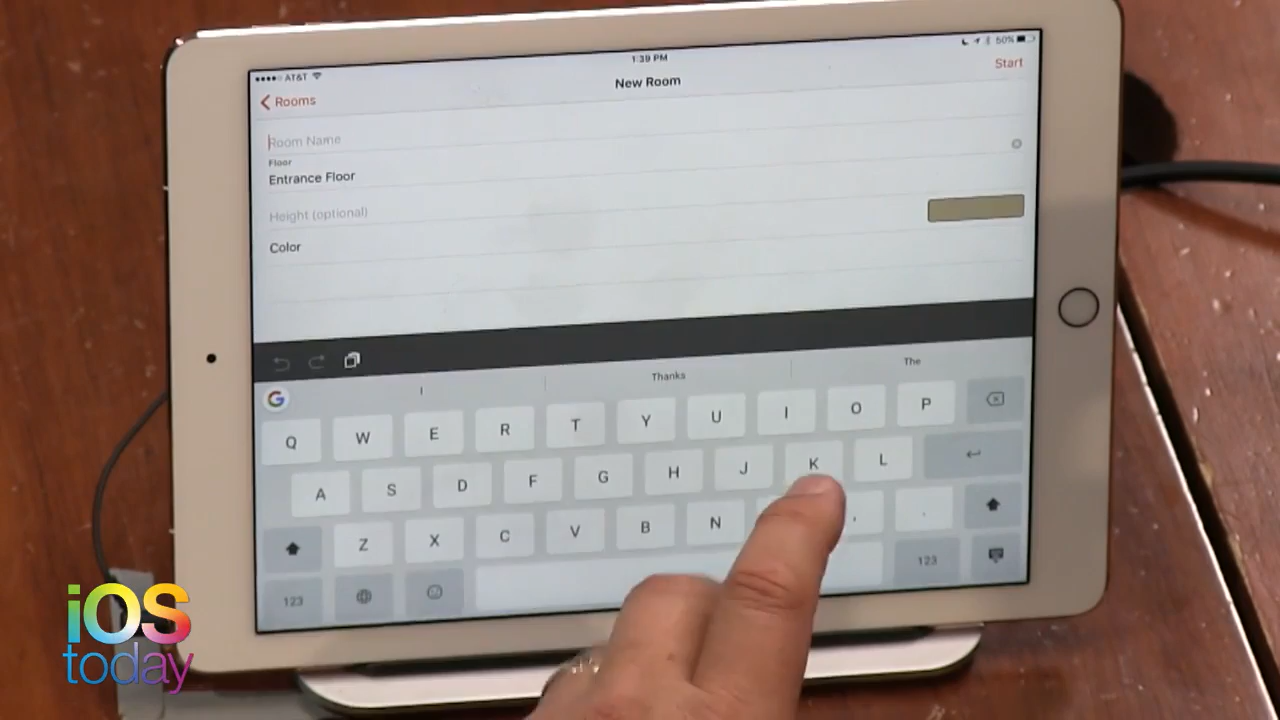 ●●●●○ AT&T
1:39 PM
50%
Rooms
New Room
Start
Room Name
Floor
Entrance Floor
Height (optional)
Color
G
I
Thanks
The
Q W E R T Y U I O P
A S D F G H J K L
Z X C V B N , .
123
123
iOS
today